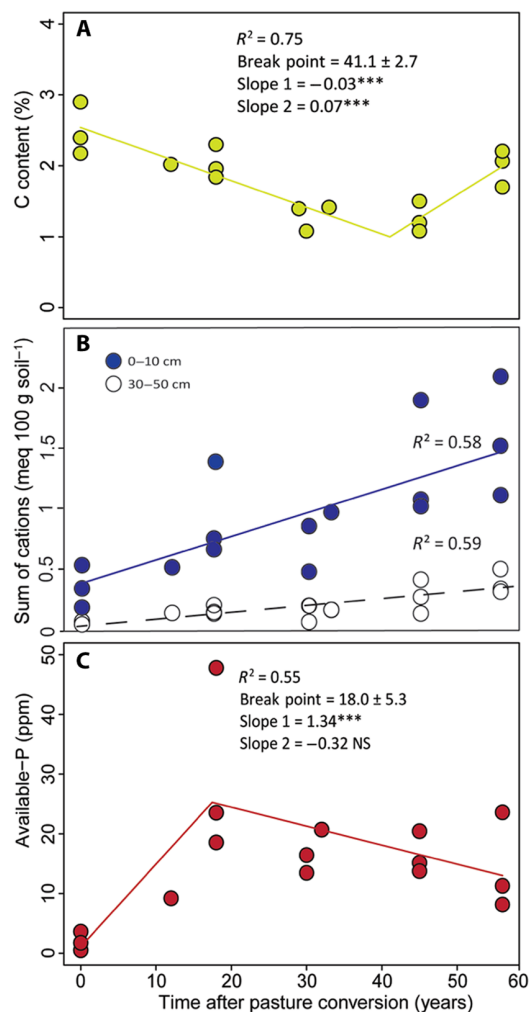 A
R² = 0.75
Break point = 41.1 ± 2.7
Slope 1 = −0.03***
Slope 2 = 0.07***
C content (%)
4
3
2
1
0
B
0–10 cm
30–50 cm
R² = 0.58
R² = 0.59
Sum of cations (meq 100 g soil⁻¹)
2
1.5
1
0.5
0
C
R² = 0.55
Break point = 18.0 ± 5.3
Slope 1 = 1.34***
Slope 2 = −0.32 NS
Available−P (ppm)
50
40
30
20
10
0
0 10 20 30 40 50 60
Time after pasture conversion (years)